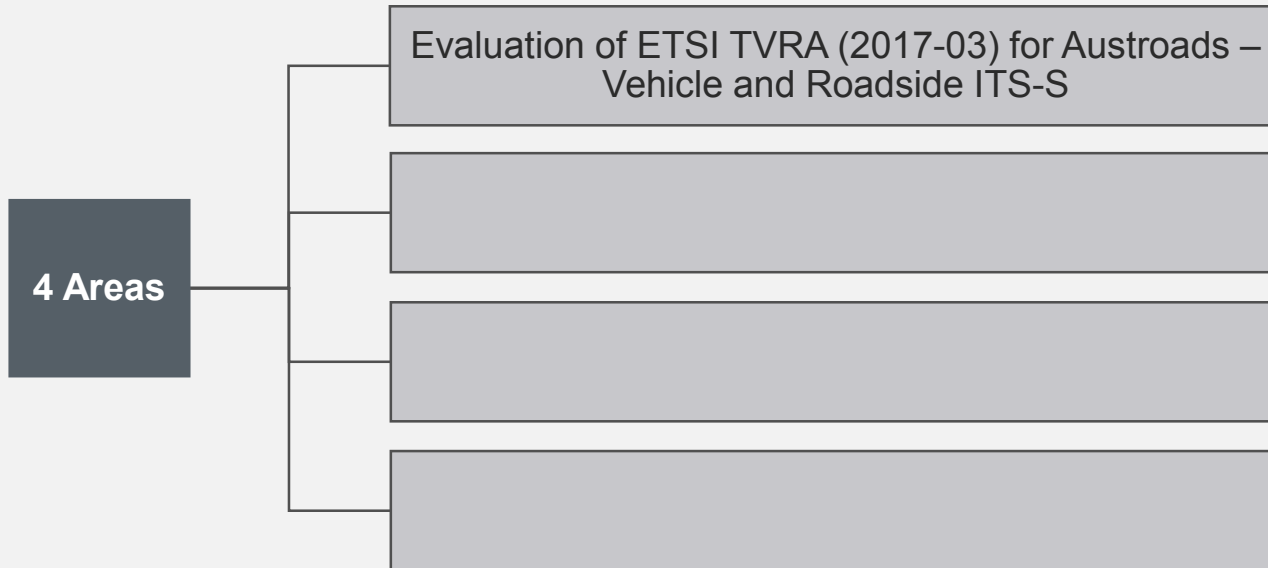 Evaluation of ETSI TVRA (2017-03) for Austroads –
Vehicle and Roadside ITS-S
4 Areas